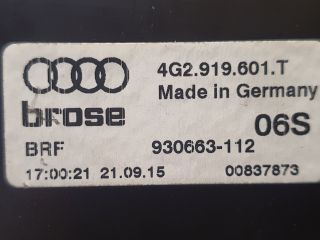 4G2.919.601.T
Made in Germany
brose
06S
BRF 930663-112
17:00:21 21.09.15 00837873